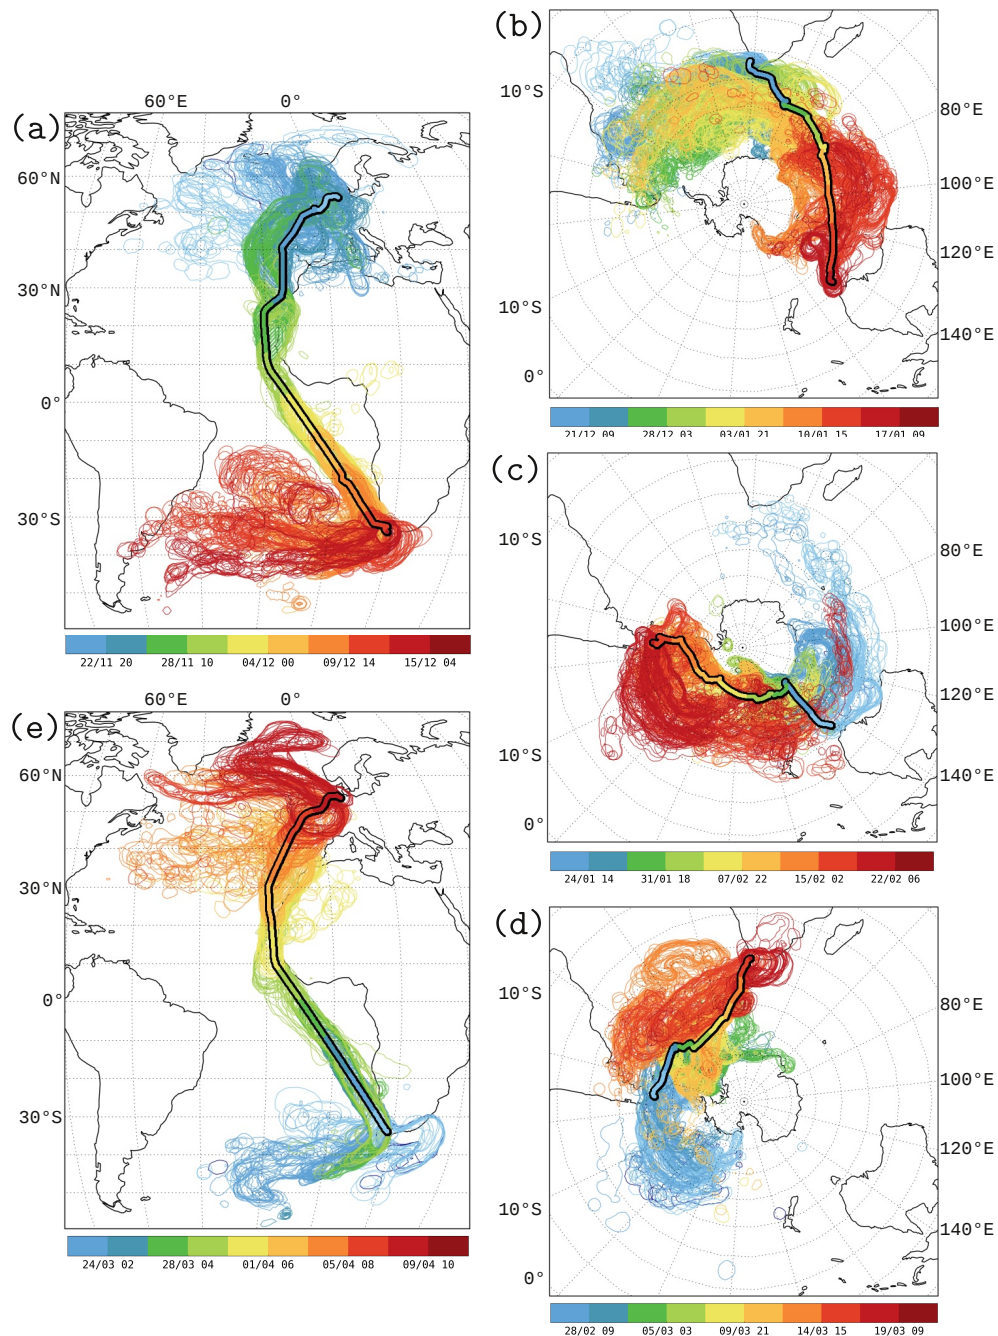 (a)
60°E 0°
60°N
30°N
0°
30°S
22/11 20 28/11 10 04/12 00 09/12 14 15/12 04
(b)
10°S
10°S
0°
80°E
100°E
120°E
140°E
21/12 09 28/12 03 03/01 21 10/01 15 17/01 09
(c)
10°S
10°S
0°
80°E
100°E
120°E
140°E
24/01 14 31/01 18 07/02 22 15/02 02 22/02 06
(e)
60°E 0°
60°N
30°N
0°
30°S
24/03 02 28/03 04 01/04 06 05/04 08 09/04 10
(d)
10°S
10°S
0°
80°E
100°E
120°E
140°E
28/02 09 05/03 03 09/03 21 14/03 15 19/03 09